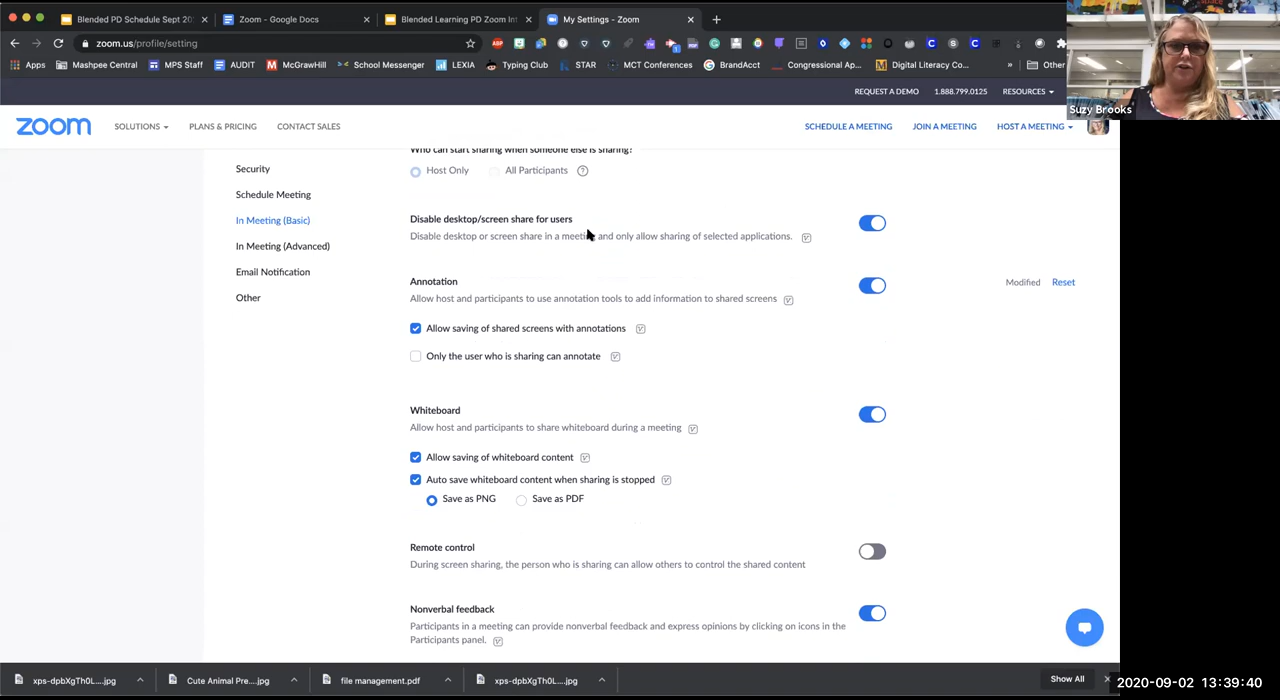 Blended PD Schedule Sept 20
Zoom - Google Docs
Blended Learning PD Zoom Int
My Settings - Zoom
zoom.us/profile/setting
Apps
Mashpee Central
MPS Staff
AUDIT
McGrawHill
School Messenger
LEXIA
Typing Club
STAR
MCT Conferences
BrandAcct
Congressional Ap...
Digital Literacy Co...
Other
Suzy Brooks
REQUEST A DEMO
1.888.799.0125
RESOURCES
zoom
SOLUTIONS
PLANS & PRICING
CONTACT SALES
SCHEDULE A MEETING
JOIN A MEETING
HOST A MEETING
Security
Schedule Meeting
In Meeting (Basic)
In Meeting (Advanced)
Email Notification
Other
Who can start sharing when someone else is sharing?
Host Only
All Participants
Disable desktop/screen share for users
Disable desktop or screen share in a meeting and only allow sharing of selected applications.
Annotation
Allow host and participants to use annotation tools to add information to shared screens
Modified
Reset
Allow saving of shared screens with annotations
Only the user who is sharing can annotate
Whiteboard
Allow host and participants to share whiteboard during a meeting
Allow saving of whiteboard content
Auto save whiteboard content when sharing is stopped
Save as PNG
Save as PDF
Remote control
During screen sharing, the person who is sharing can allow others to control the shared content
Nonverbal feedback
Participants in a meeting can provide nonverbal feedback and express opinions by clicking on icons in the
Participants panel.
xps-dpbXgTh0L....jpg
Cute Animal Pre....jpg
file management.pdf
xps-dpbXgTh0L....jpg
Show All
2020-09-02 13:39:40